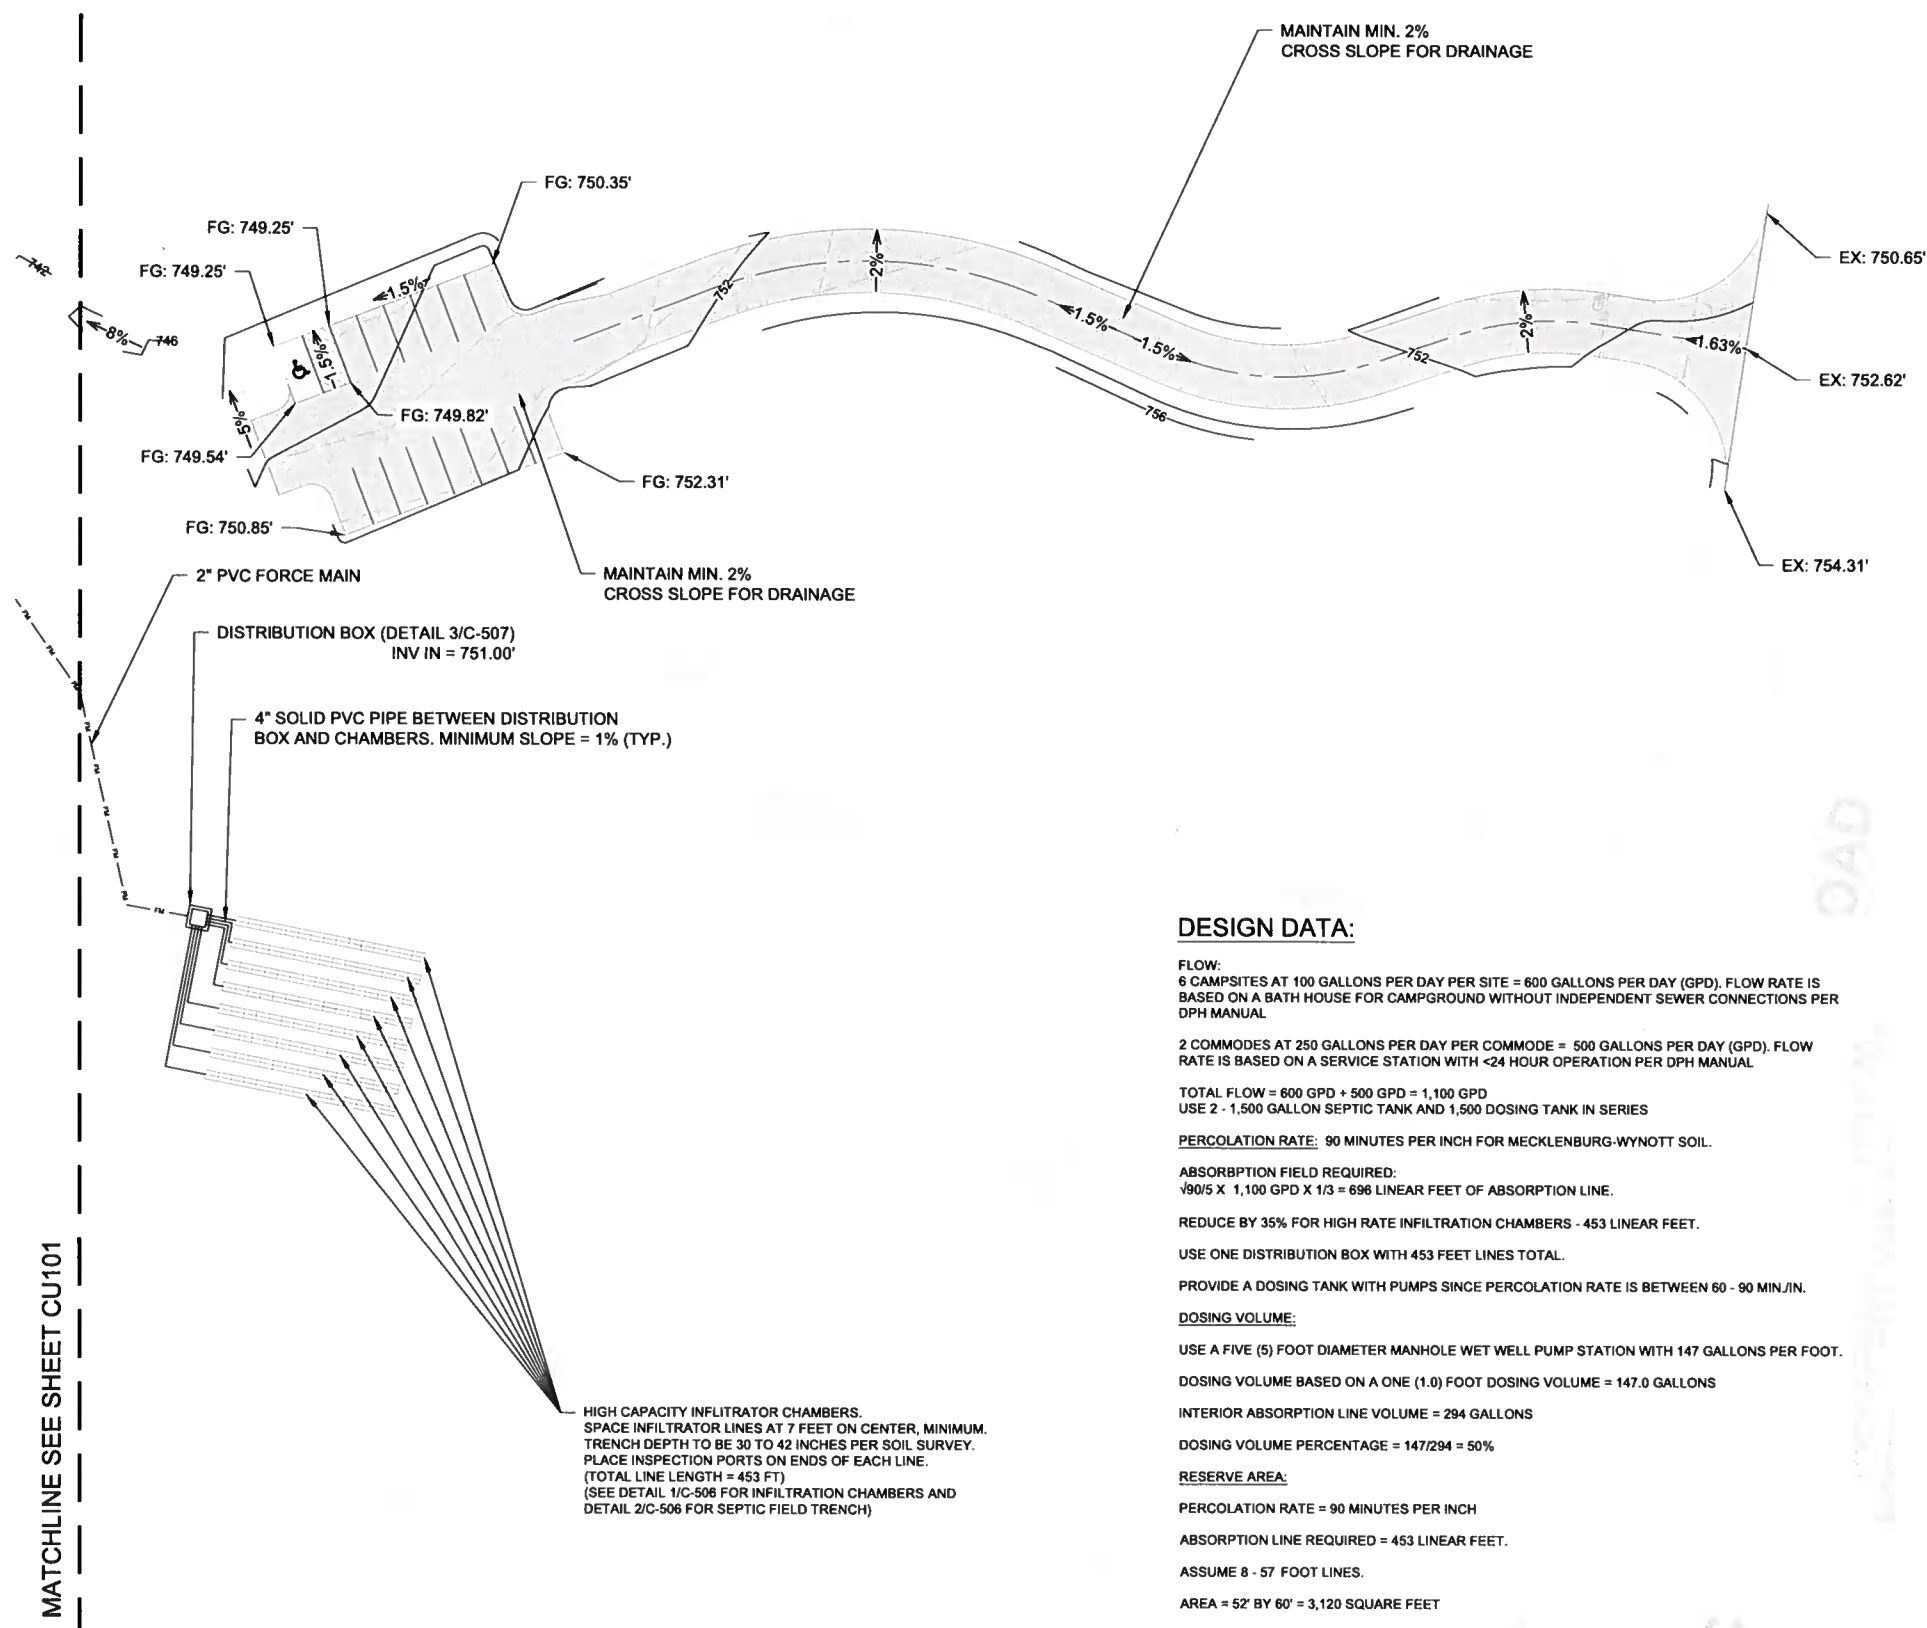 MAINTAIN MIN. 2%
CROSS SLOPE FOR DRAINAGE
FG: 750.35'
FG: 749.25'
FG: 749.25'
EX: 750.65'
742
1.5%
752
2%
8%
746
1.5%
1.5%
1.5%
2%
752
1.63%
EX: 752.62'
5%
FG: 749.82'
756
FG: 749.54'
FG: 752.31'
FG: 750.85'
EX: 754.31'
2" PVC FORCE MAIN
MAINTAIN MIN. 2%
CROSS SLOPE FOR DRAINAGE
DISTRIBUTION BOX (DETAIL 3/C-507)
INV IN = 751.00'
FM
FM
FM
4" SOLID PVC PIPE BETWEEN DISTRIBUTION
BOX AND CHAMBERS. MINIMUM SLOPE = 1% (TYP.)
FM
FM
FM
FM
FM
FM
MATCHLINE SEE SHEET CU101
HIGH CAPACITY INFLITRATOR CHAMBERS.
SPACE INFILTRATOR LINES AT 7 FEET ON CENTER, MINIMUM.
TRENCH DEPTH TO BE 30 TO 42 INCHES PER SOIL SURVEY.
PLACE INSPECTION PORTS ON ENDS OF EACH LINE.
(TOTAL LINE LENGTH = 453 FT)
(SEE DETAIL 1/C-506 FOR INFILTRATION CHAMBERS AND
DETAIL 2/C-506 FOR SEPTIC FIELD TRENCH)
DESIGN DATA:
FLOW:
6 CAMPSITES AT 100 GALLONS PER DAY PER SITE = 600 GALLONS PER DAY (GPD). FLOW RATE IS
BASED ON A BATH HOUSE FOR CAMPGROUND WITHOUT INDEPENDENT SEWER CONNECTIONS PER
DPH MANUAL
2 COMMODES AT 250 GALLONS PER DAY PER COMMODE = 500 GALLONS PER DAY (GPD). FLOW
RATE IS BASED ON A SERVICE STATION WITH <24 HOUR OPERATION PER DPH MANUAL
TOTAL FLOW = 600 GPD + 500 GPD = 1,100 GPD
USE 2 - 1,500 GALLON SEPTIC TANK AND 1,500 DOSING TANK IN SERIES
PERCOLATION RATE: 90 MINUTES PER INCH FOR MECKLENBURG-WYNOTT SOIL.
ABSORBPTION FIELD REQUIRED:
√90/5 X 1,100 GPD X 1/3 = 696 LINEAR FEET OF ABSORPTION LINE.
REDUCE BY 35% FOR HIGH RATE INFILTRATION CHAMBERS - 453 LINEAR FEET.
USE ONE DISTRIBUTION BOX WITH 453 FEET LINES TOTAL.
PROVIDE A DOSING TANK WITH PUMPS SINCE PERCOLATION RATE IS BETWEEN 60 - 90 MIN./IN.
DOSING VOLUME:
USE A FIVE (5) FOOT DIAMETER MANHOLE WET WELL PUMP STATION WITH 147 GALLONS PER FOOT.
DOSING VOLUME BASED ON A ONE (1.0) FOOT DOSING VOLUME = 147.0 GALLONS
INTERIOR ABSORPTION LINE VOLUME = 294 GALLONS
DOSING VOLUME PERCENTAGE = 147/294 = 50%
RESERVE AREA:
PERCOLATION RATE = 90 MINUTES PER INCH
ABSORPTION LINE REQUIRED = 453 LINEAR FEET.
ASSUME 8 - 57 FOOT LINES.
AREA = 52' BY 60' = 3,120 SQUARE FEET